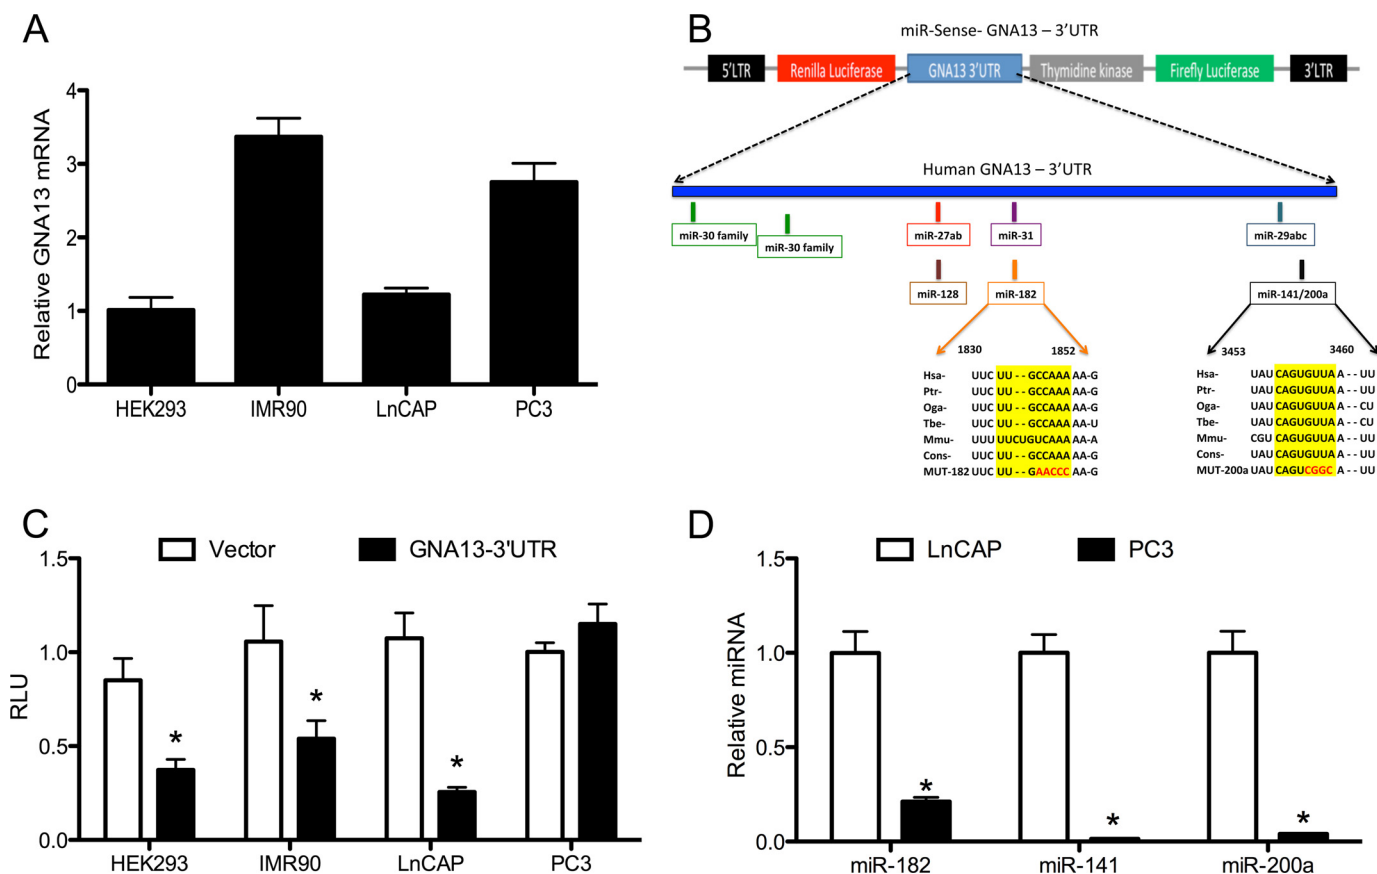 A
Relative GNA13 mRNA
4
3
2
1
0
HEK293 IMR90 LnCAP PC3
B
miR-Sense- GNA13 – 3’UTR
5’LTR Renilla Luciferase GNA13 3’UTR Thymidine kinase Firefly Luciferase 3’LTR
Human GNA13 – 3’UTR
miR-30 family miR-30 family miR-27ab miR-31 miR-29abc
miR-128 miR-182 miR-141/200a
1830 1852
Hsa- UUC UU - - GCCAAA AA-G
Ptr- UUC UU - - GCCAAA AA-G
Oga- UUC UU - - GCCAAA AA-G
Tbe- UUC UU - - GCCAAA AA-U
Mmu- UUU UUCUGUCAAA AA-A
Cons- UUC UU - - GCCAAA AA-G
MUT-182 UUC UU - - GAACCC AA-G
3453 3460
Hsa- UAU CAGUGUUA A - - UU
Ptr- UAU CAGUGUUA A - - UU
Oga- UAU CAGUGUUA A - - CU
Tbe- UAU CAGUGUUA A - - CU
Mmu- CGU CAGUGUUA A - - UU
Cons- UAU CAGUGUUA A - - UU
MUT-200a UAU CAGUCGGC A - - UU
C
Vector GNA13-3'UTR
RLU
1.5
1.0
0.5
0.0
* * *
HEK293 IMR90 LnCAP PC3
D
LnCAP PC3
Relative miRNA
1.5
1.0
0.5
0.0
* * *
miR-182 miR-141 miR-200a